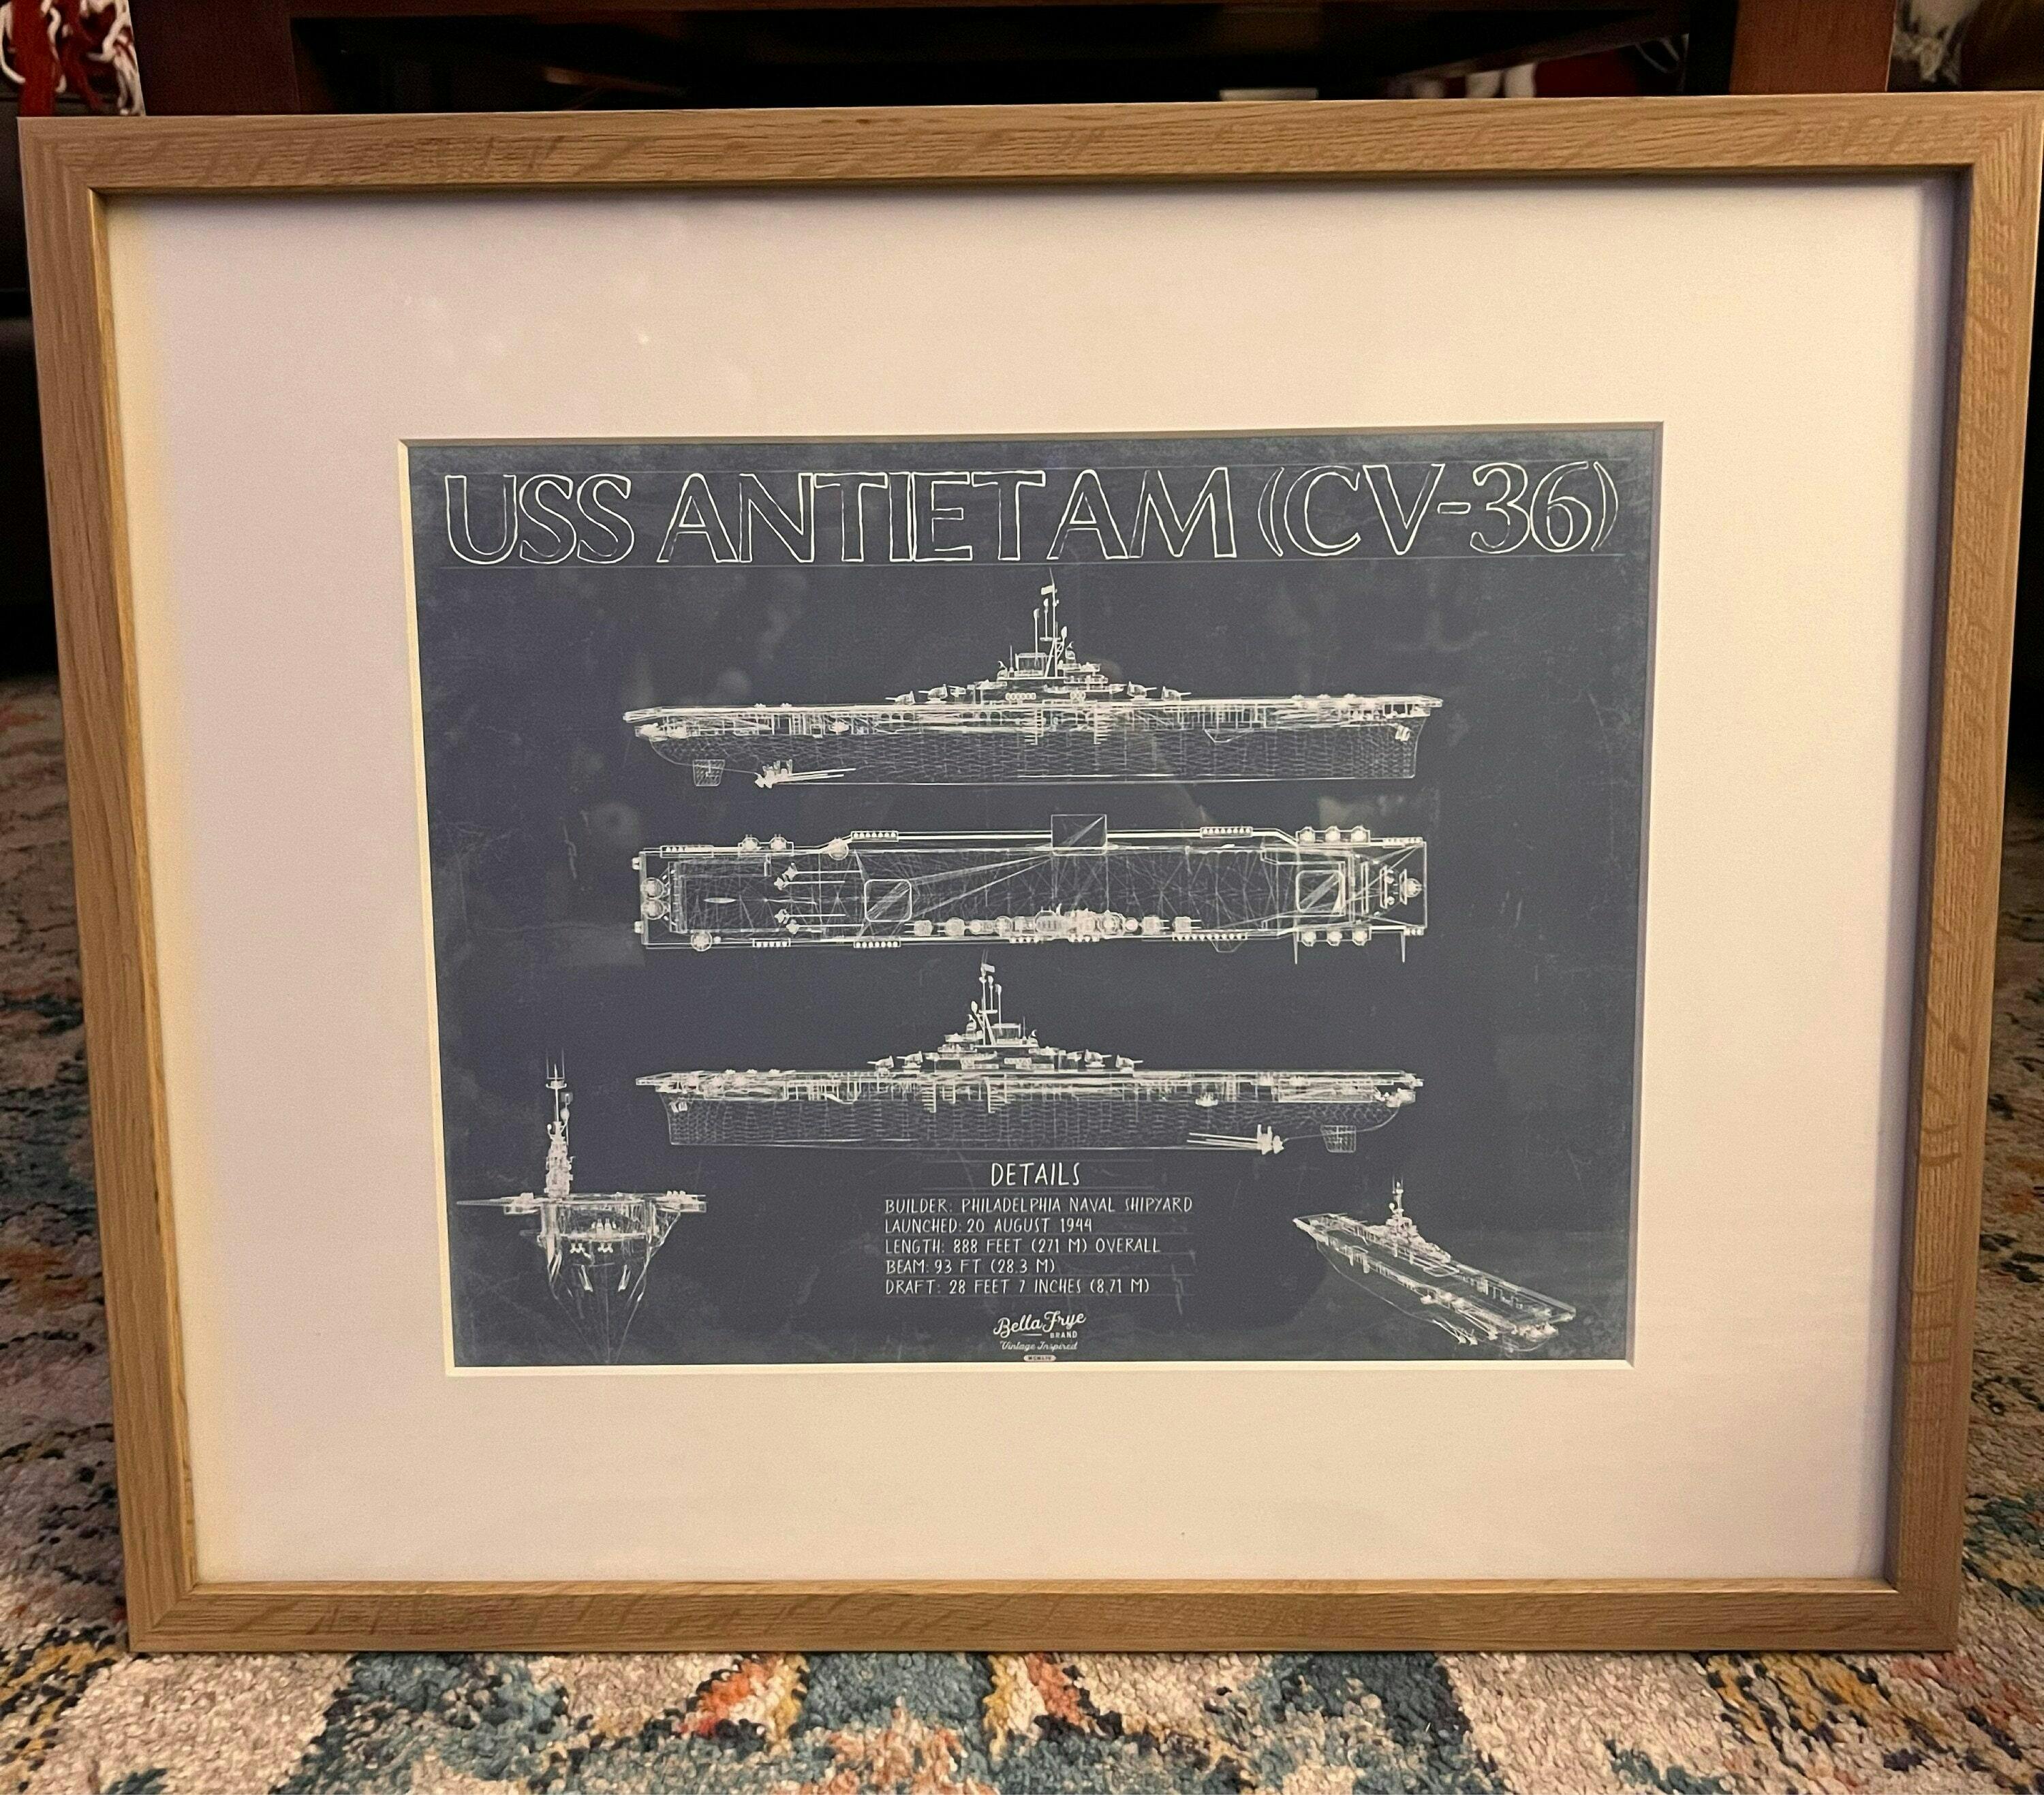 USS ANTIETAM (CV-36)
DETAILS
BUILDER: PHILADELPHIA NAVAL SHIPYARD
LAUNCHED: 20 AUGUST 1944
LENGTH: 888 FEET (271 M) OVERALL
BEAM: 93 FT (28.3 M)
DRAFT: 28 FEET 7 INCHES (8.71 M)
Bella Frye
BRAND
Vintage Inspired